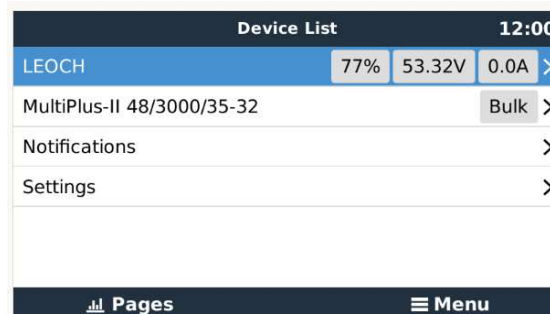 Device List 12:00
LEOCH 77% 53.32V 0.0A
MultiPlus-II 48/3000/35-32 Bulk
Notifications
Settings
Pages Menu